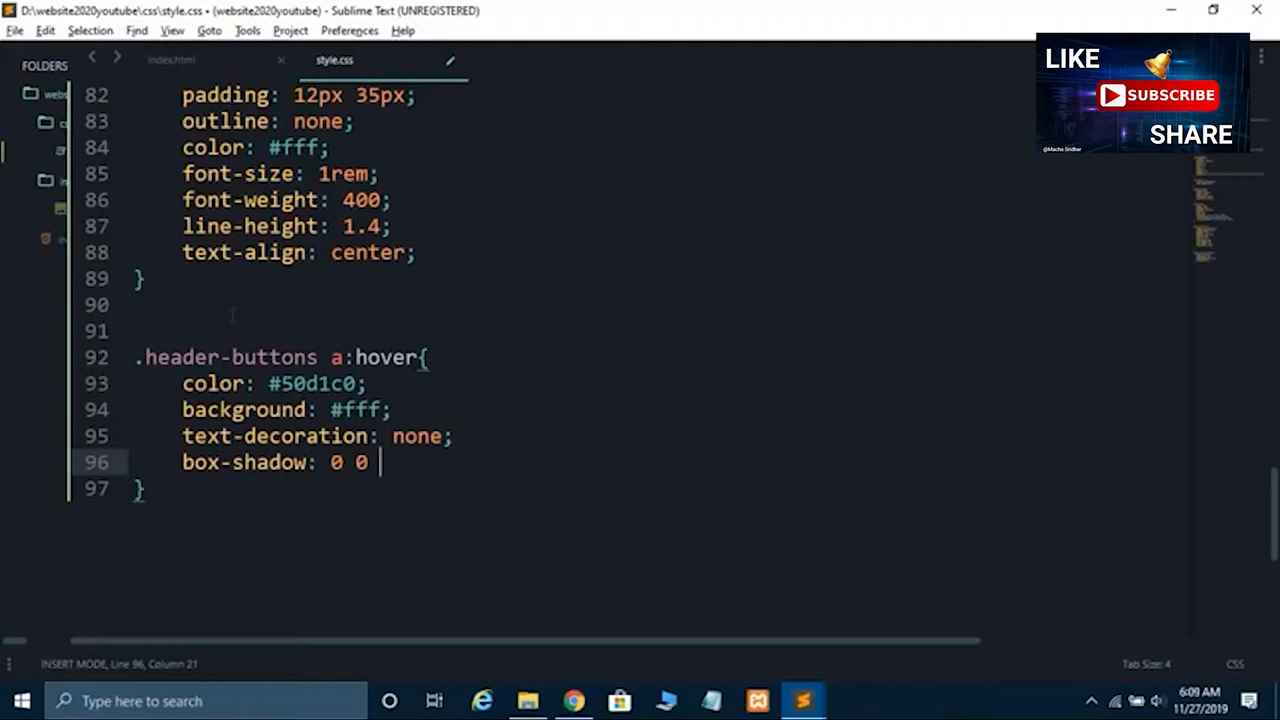 D:\website2020youtube\css\style.css • (website2020youtube) - Sublime Text (UNREGISTERED)
File Edit Selection Find View Goto Tools Project Preferences Help
FOLDERS
index.html
style.css
LIKE
SUBSCRIBE
SHARE
@Macha Sridhar
webs
82 padding: 12px 35px;
83 outline: none;
84 color: #fff;
85 font-size: 1rem;
86 font-weight: 400;
87 line-height: 1.4;
88 text-align: center;
89 }
90
91
92 .header-buttons a:hover{
93 color: #50d1c0;
94 background: #fff;
95 text-decoration: none;
96 box-shadow: 0 0
97 }
INSERT MODE, Line 96, Column 21
Tab Size: 4
CSS
Type here to search
6:09 AM
11/27/2019